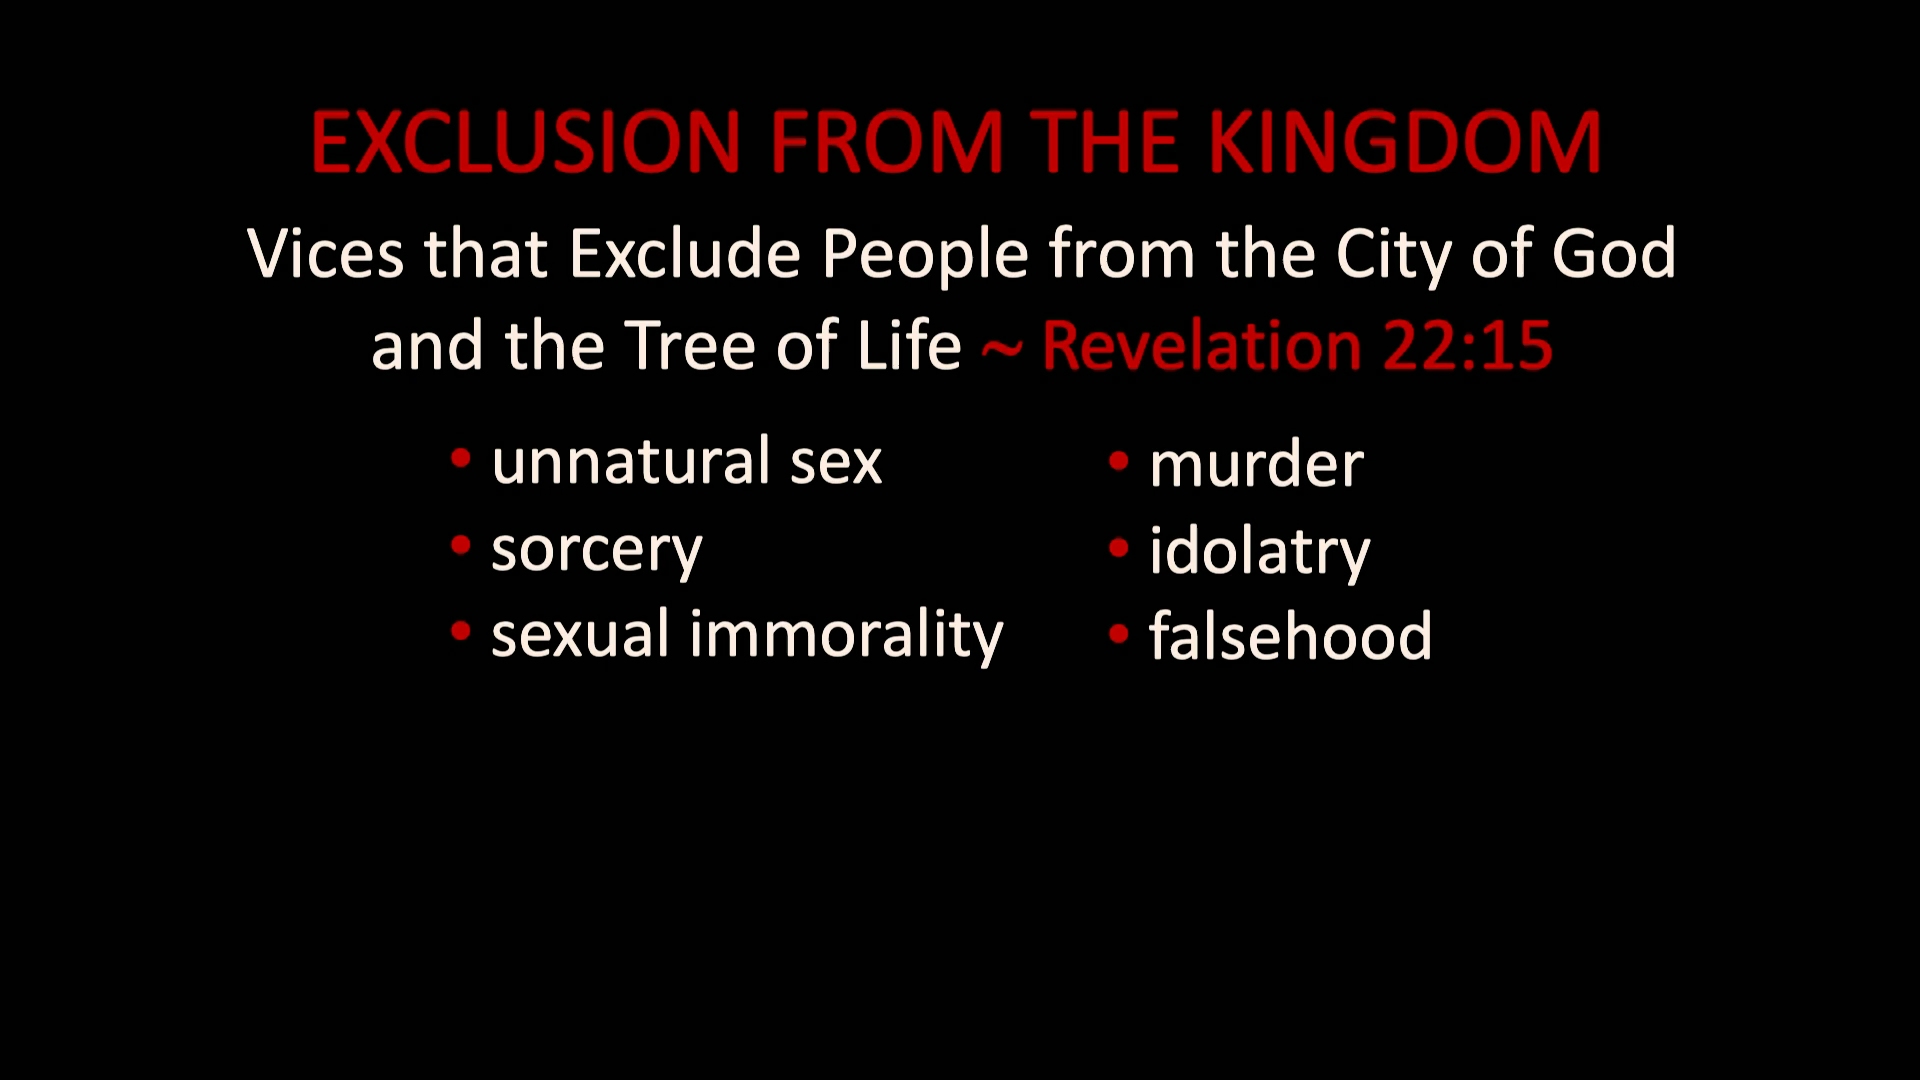 EXCLUSION FROM THE KINGDOM
Vices that Exclude People from the City of God
and the Tree of Life ~ Revelation 22:15
• unnatural sex
• sorcery
• sexual immorality
• murder
• idolatry
• falsehood